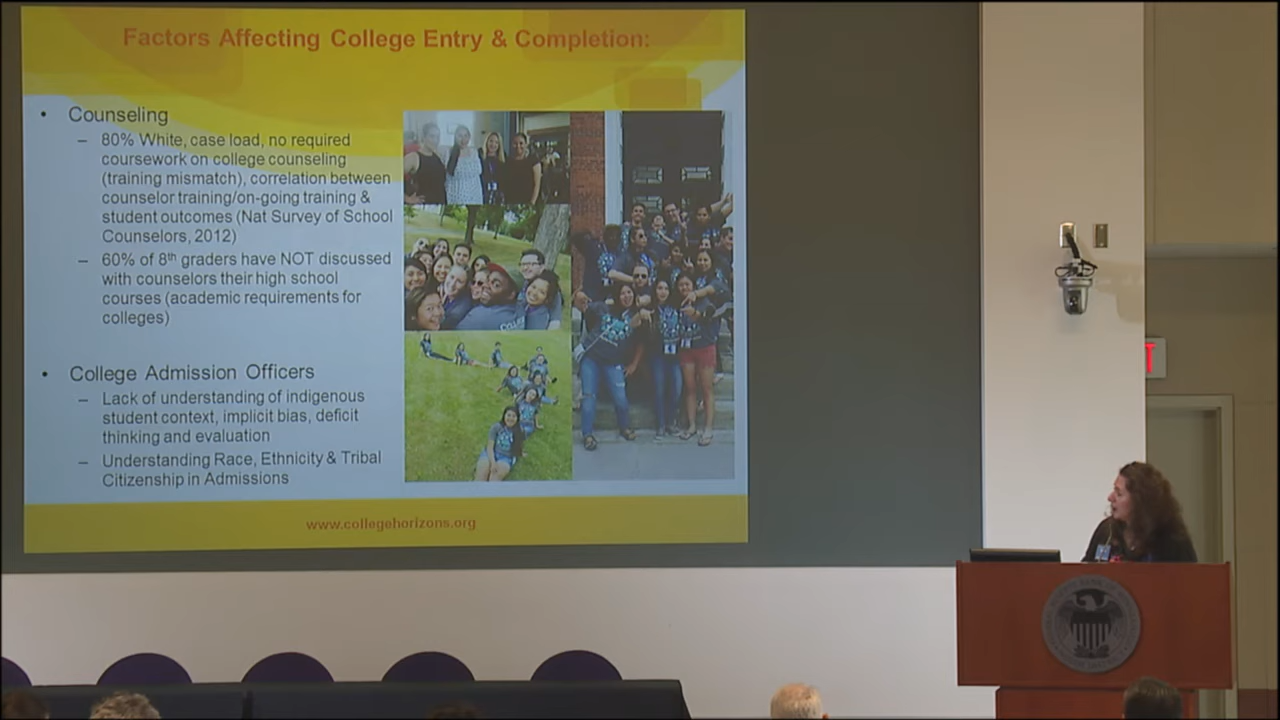 Factors Affecting College Entry & Completion:
• Counseling
– 80% White, case load, no required
coursework on college counseling
(training mismatch), correlation between
counselor training/on-going training &
student outcomes (Nat Survey of School
Counselors, 2012)
– 60% of 8th graders have NOT discussed
with counselors their high school
courses (academic requirements for
colleges)
• College Admission Officers
– Lack of understanding of indigenous
student context, implicit bias, deficit
thinking and evaluation
– Understanding Race, Ethnicity & Tribal
Citizenship in Admissions
www.collegehorizons.org